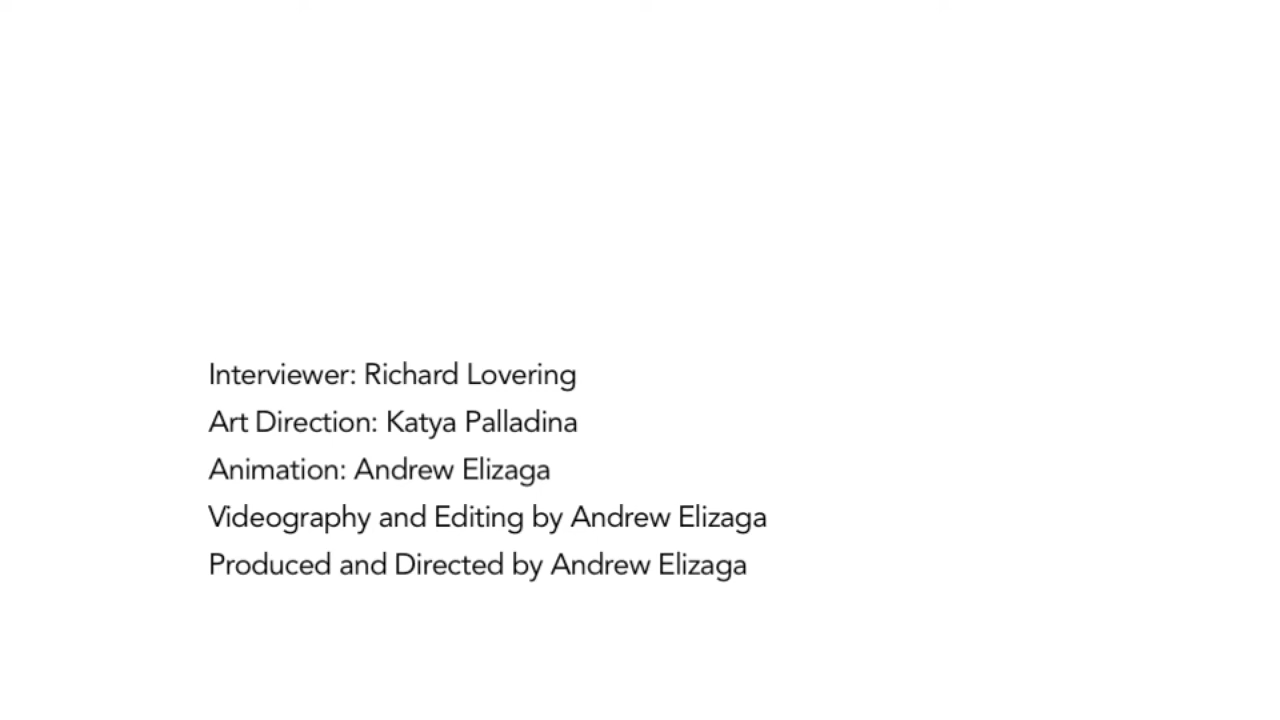 Interviewer: Richard Lovering
Art Direction: Katya Palladina
Animation: Andrew Elizaga
Videography and Editing by Andrew Elizaga
Produced and Directed by Andrew Elizaga